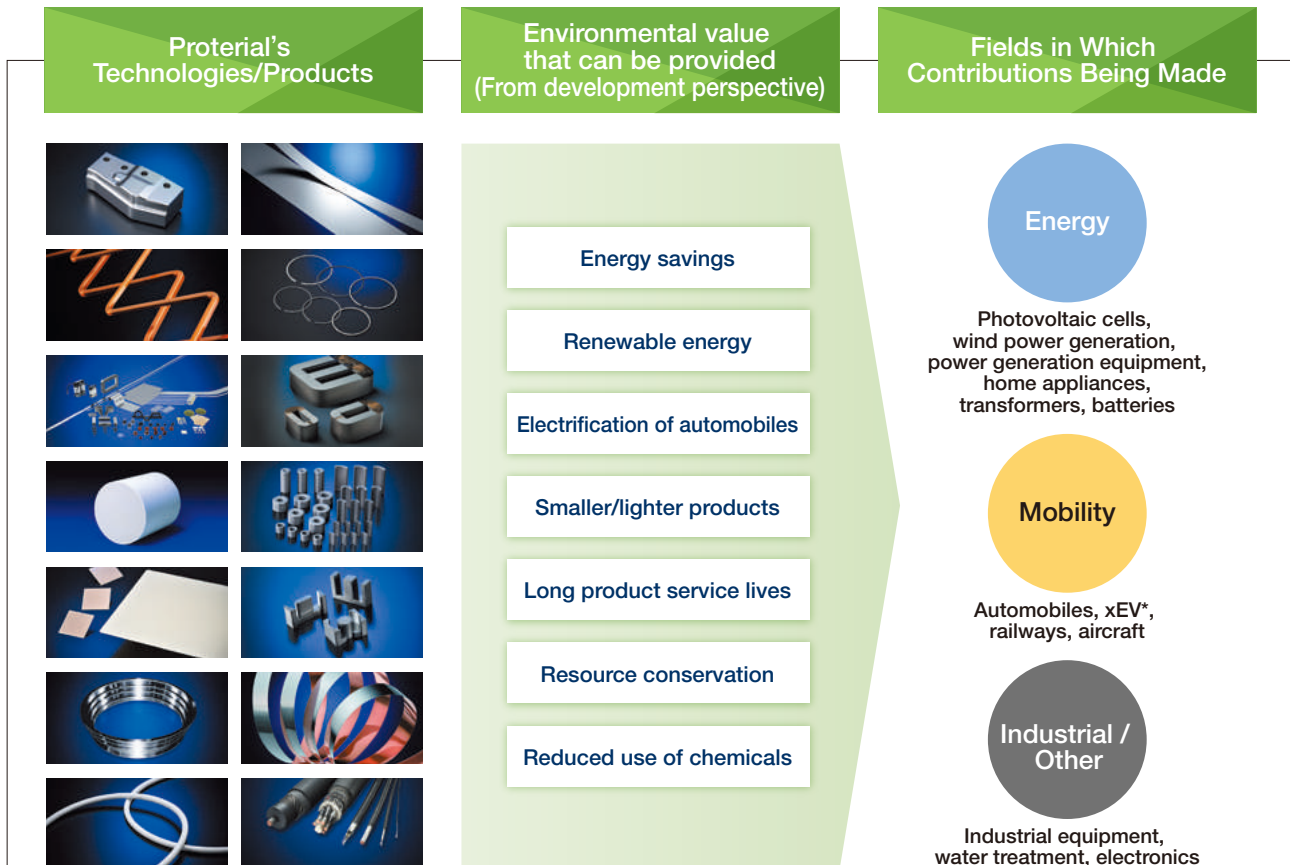 Proterial's
Technologies/Products
Environmental value
that can be provided
(From development perspective)
Fields in Which
Contributions Being Made
Energy savings
Renewable energy
Electrification of automobiles
Smaller/lighter products
Long product service lives
Resource conservation
Reduced use of chemicals
Energy
Photovoltaic cells,
wind power generation,
power generation equipment,
home appliances,
transformers, batteries
Mobility
Automobiles, xEV*,
railways, aircraft
Industrial /
Other
Industrial equipment,
water treatment, electronics